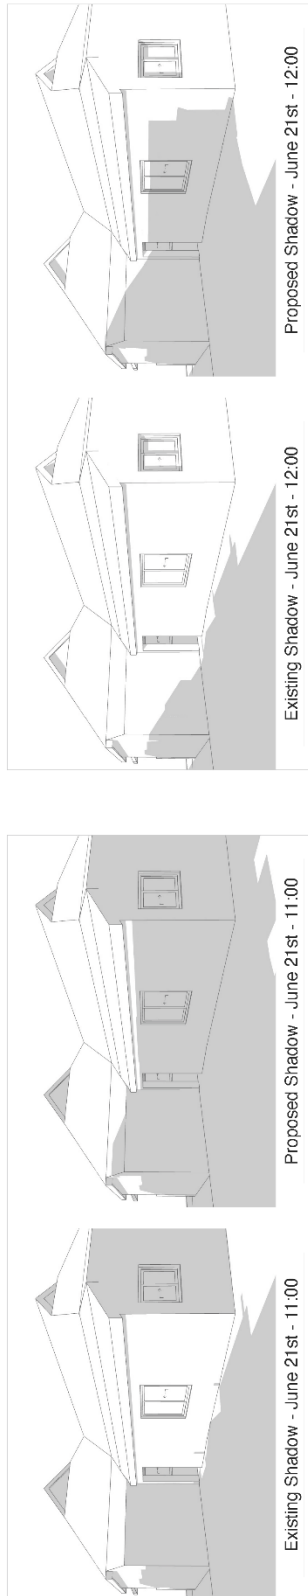 Existing Shadow - June 21st - 11:00
Proposed Shadow - June 21st - 11:00
Existing Shadow - June 21st - 12:00
Proposed Shadow - June 21st - 12:00